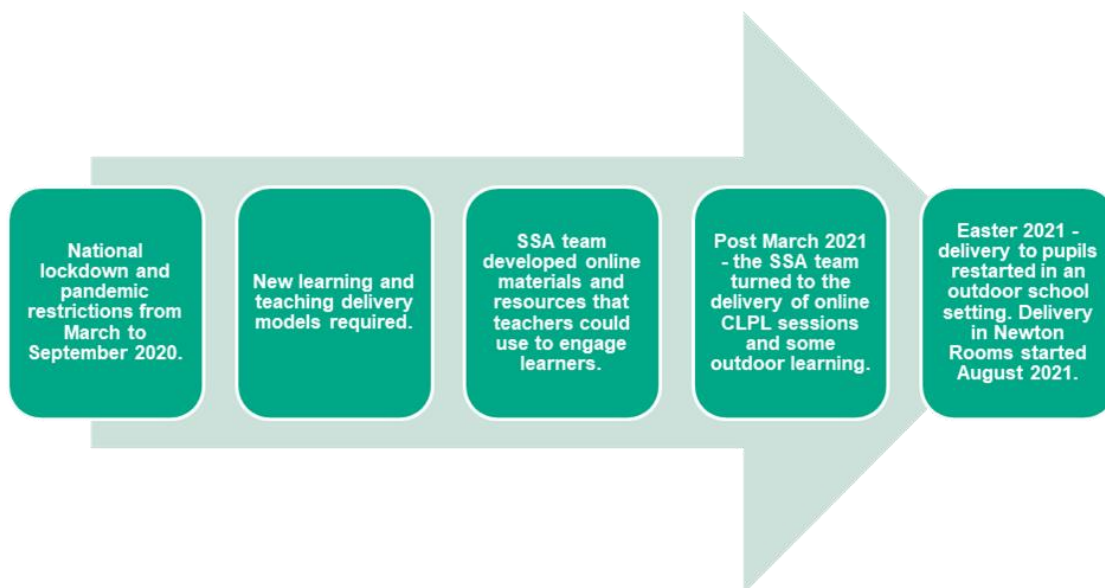 National
lockdown and
pandemic
restrictions from
March to
September 2020.
New learning and
teaching delivery
models required.
SSA team
developed online
materials and
resources that
teachers could
use to engage
learners.
Post March 2021
- the SSA team
turned to the
delivery of online
CLPL sessions
and some
outdoor learning.
Easter 2021 -
delivery to pupils
restarted in an
outdoor school
setting. Delivery
in Newton
Rooms started
August 2021.